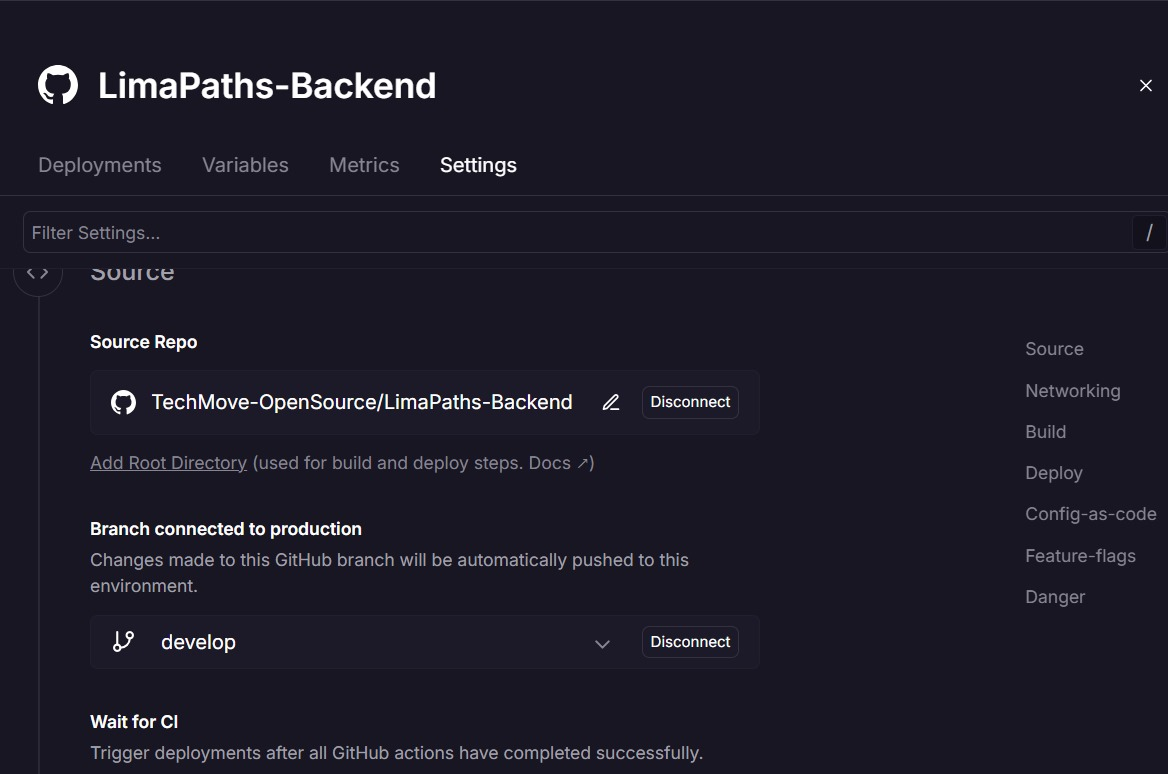 LimaPaths-Backend
Deployments Variables Metrics Settings
Filter Settings... /
Source
Source Repo
TechMove-OpenSource/LimaPaths-Backend Disconnect
Add Root Directory (used for build and deploy steps. Docs ↗)
Branch connected to production
Changes made to this GitHub branch will be automatically pushed to this
environment.
develop Disconnect
Wait for CI
Trigger deployments after all GitHub actions have completed successfully.
Source
Networking
Build
Deploy
Config-as-code
Feature-flags
Danger